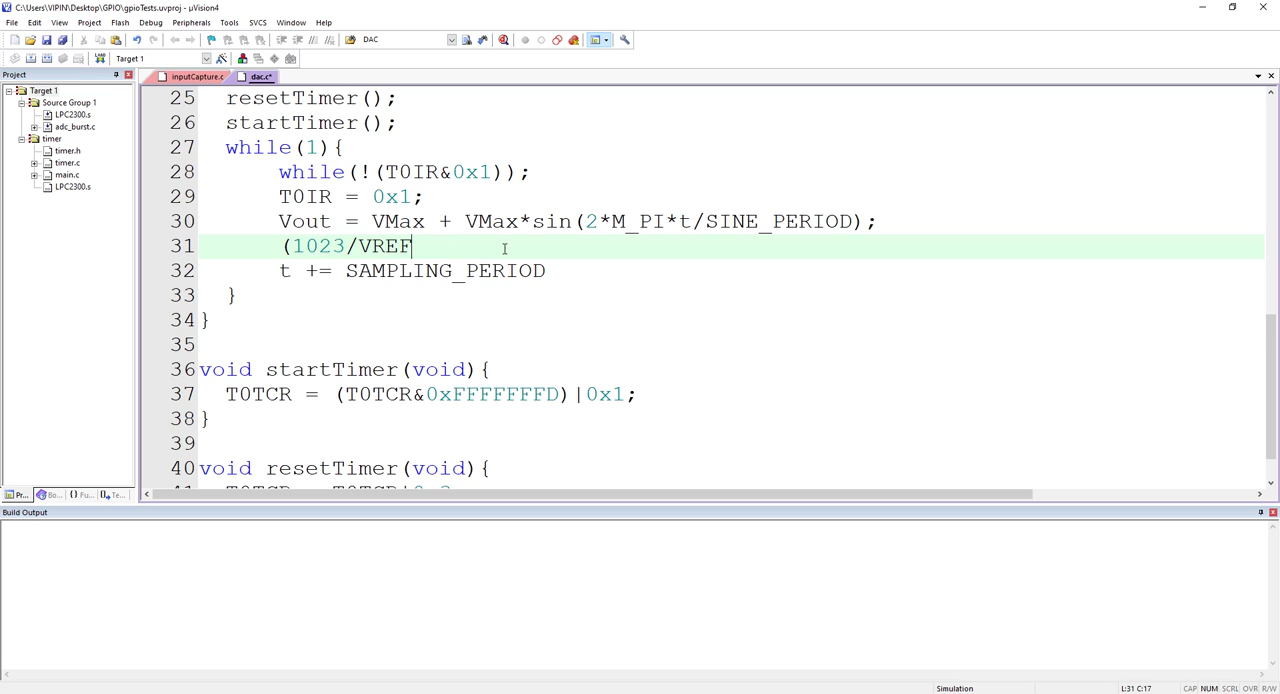 C:\Users\VIPIN\Desktop\GPIO\gpioTests.uvproj - µVision4
File Edit View Project Flash Debug Peripherals Tools SVCS Window Help
DAC
Target 1
Project
inputCapture.c dac.c*
Target 1
Source Group 1
LPC2300.s
adc_burst.c
timer
timer.h
timer.c
main.c
LPC2300.s
25 resetTimer();
26 startTimer();
27 while(1){
28 while(!(T0IR&0x1));
29 T0IR = 0x1;
30 Vout = VMax + VMax*sin(2*M_PI*t/SINE_PERIOD);
31 (1023/VREF
32 t += SAMPLING_PERIOD
33 }
34 }
35
36 void startTimer(void){
37 T0TCR = (T0TCR&0xFFFFFFFD)|0x1;
38 }
39
40 void resetTimer(void){
Pr... Bo... {} Fu... Te...
Build Output
Simulation L:31 C:17 CAP NUM SCRL OVR R/W